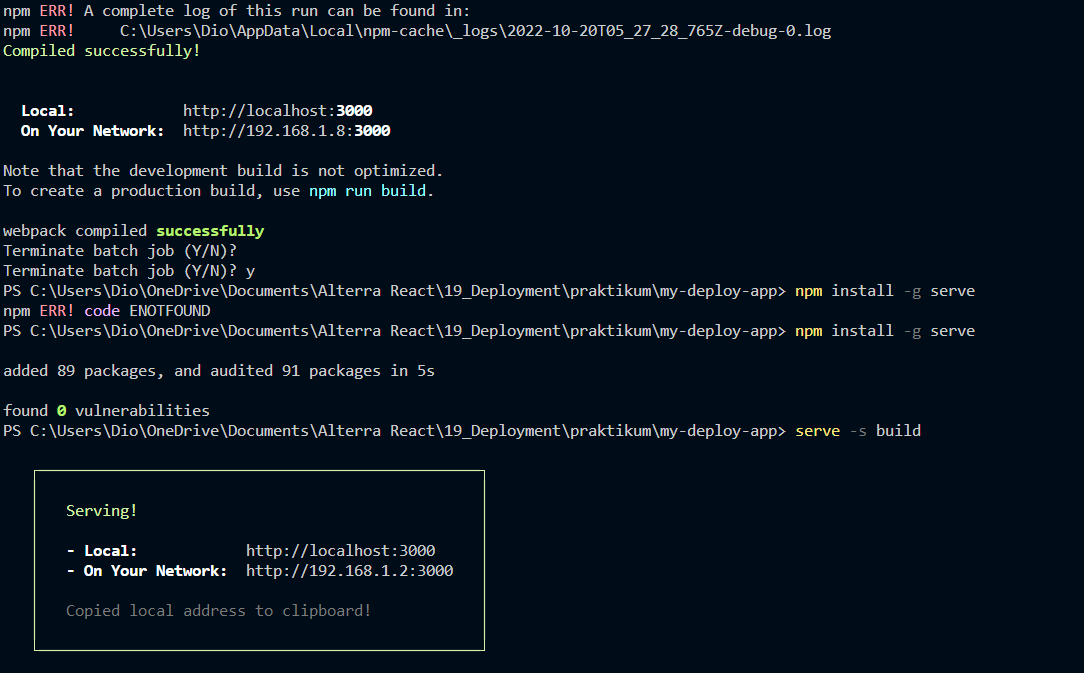 npm ERR! A complete log of this run can be found in:
npm ERR!     C:\Users\Dio\AppData\Local\npm-cache\_logs\2022-10-20T05_27_28_765Z-debug-0.log
Compiled successfully!
Local:            http://localhost:3000
On Your Network:  http://192.168.1.8:3000
Note that the development build is not optimized.
To create a production build, use npm run build.
webpack compiled successfully
Terminate batch job (Y/N)?
Terminate batch job (Y/N)? y
PS C:\Users\Dio\OneDrive\Documents\Alterra React\19_Deployment\praktikum\my-deploy-app> npm install -g serve
npm ERR! code ENOTFOUND
PS C:\Users\Dio\OneDrive\Documents\Alterra React\19_Deployment\praktikum\my-deploy-app> npm install -g serve
added 89 packages, and audited 91 packages in 5s
found 0 vulnerabilities
PS C:\Users\Dio\OneDrive\Documents\Alterra React\19_Deployment\praktikum\my-deploy-app> serve -s build
Serving!
- Local:            http://localhost:3000
- On Your Network:  http://192.168.1.2:3000
Copied local address to clipboard!